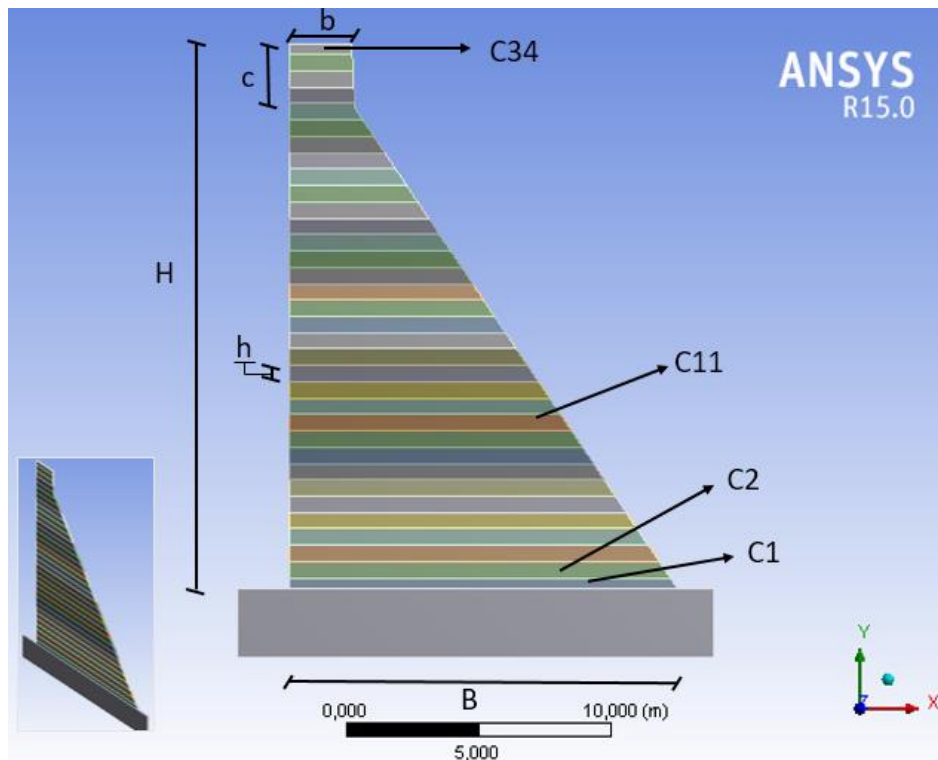 b
C34
c
ANSYS
R15.0
H
h
C11
C2
C1
B
0,000
10,000 (m)
5,000
Y
Z
X